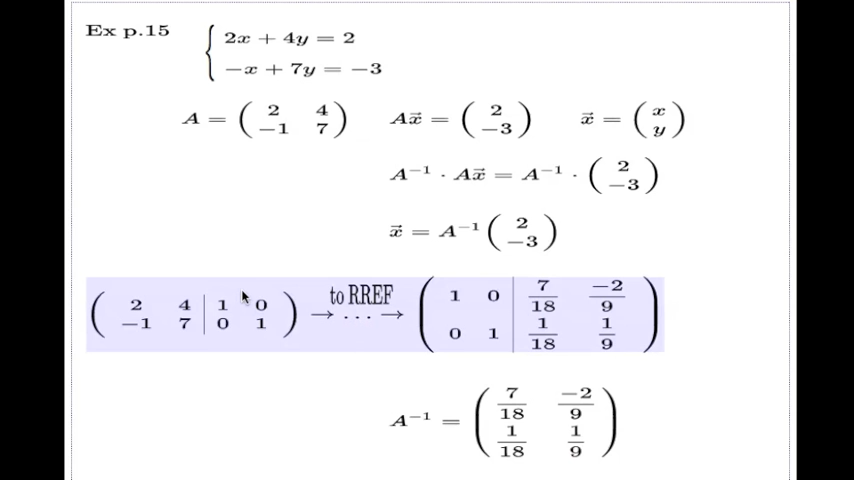 Ex p.15
2x + 4y = 2
−x + 7y = −3
A = ( 2 4 ; −1 7 ) Ax⃗ = ( 2 ; −3 ) x⃗ = ( x ; y )
A⁻¹ · Ax⃗ = A⁻¹ · ( 2 ; −3 )
x⃗ = A⁻¹ ( 2 ; −3 )
( 2 4 | 1 0 ; −1 7 | 0 1 ) to RREF → ⋯ → ( 1 0 | 7/18 −2/9 ; 0 1 | 1/18 1/9 )
A⁻¹ = ( 7/18 −2/9 ; 1/18 1/9 )